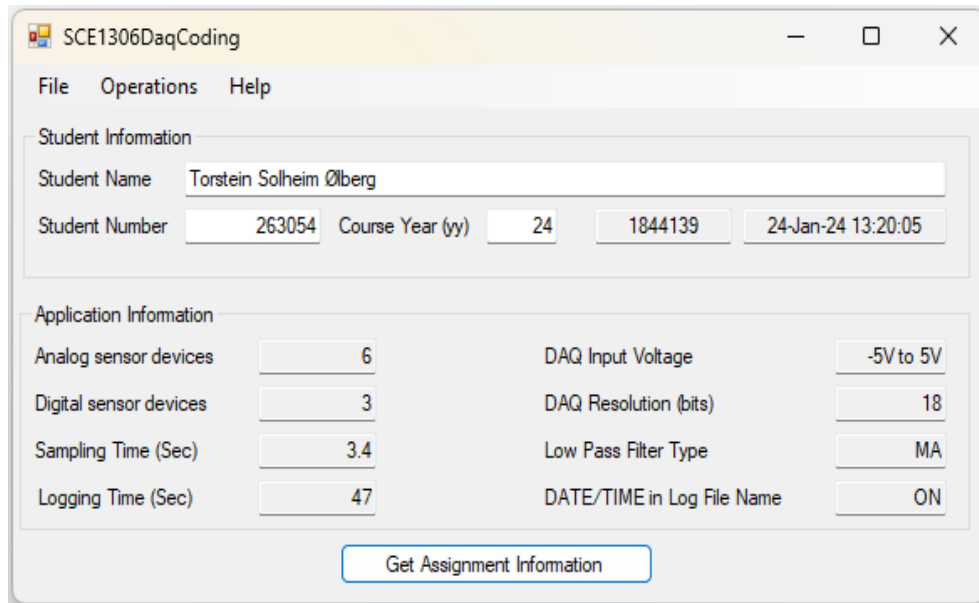 SCE1306DaqCoding
File Operations Help
Student Information
Student Name Torstein Solheim Ølberg
Student Number 263054 Course Year (yy) 24 1844139 24-Jan-24 13:20:05
Application Information
Analog sensor devices 6 DAQ Input Voltage -5V to 5V
Digital sensor devices 3 DAQ Resolution (bits) 18
Sampling Time (Sec) 3.4 Low Pass Filter Type MA
Logging Time (Sec) 47 DATE/TIME in Log File Name ON
Get Assignment Information